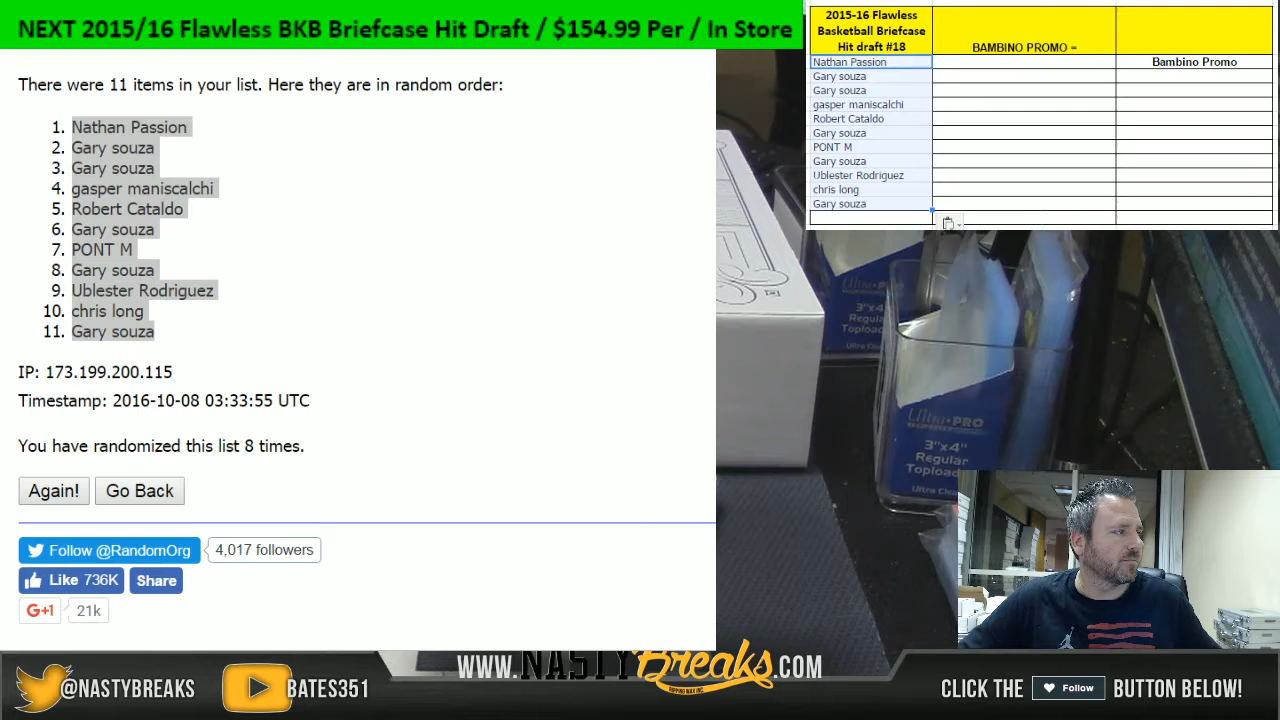 NEXT 2015/16 Flawless BKB Briefcase Hit Draft / $154.99 Per / In Store
There were 11 items in your list. Here they are in random order:
1. Nathan Passion
2. Gary souza
3. Gary souza
4. gasper maniscalchi
5. Robert Cataldo
6. Gary souza
7. PONT M
8. Gary souza
9. Ublester Rodriguez
10. chris long
11. Gary souza
IP: 173.199.200.115
Timestamp: 2016-10-08 03:33:55 UTC
You have randomized this list 8 times.
Again! Go Back
Follow @RandomOrg 4,017 followers
Like 736K Share
G+1 21k
2015-16 Flawless
Basketball Briefcase
Hit draft #18
BAMBINO PROMO =
Nathan Passion
Bambino Promo
Gary souza
Gary souza
gasper maniscalchi
Robert Cataldo
Gary souza
PONT M
Gary souza
Ublester Rodriguez
chris long
Gary souza
3"x4"
Regular
Ultra PRO
3"x4"
Regular
@NASTYBREAKS
BATES351
WWW.NASTYBreaks.COM
RIPPING WAX INC.
CLICK THE Follow BUTTON BELOW!